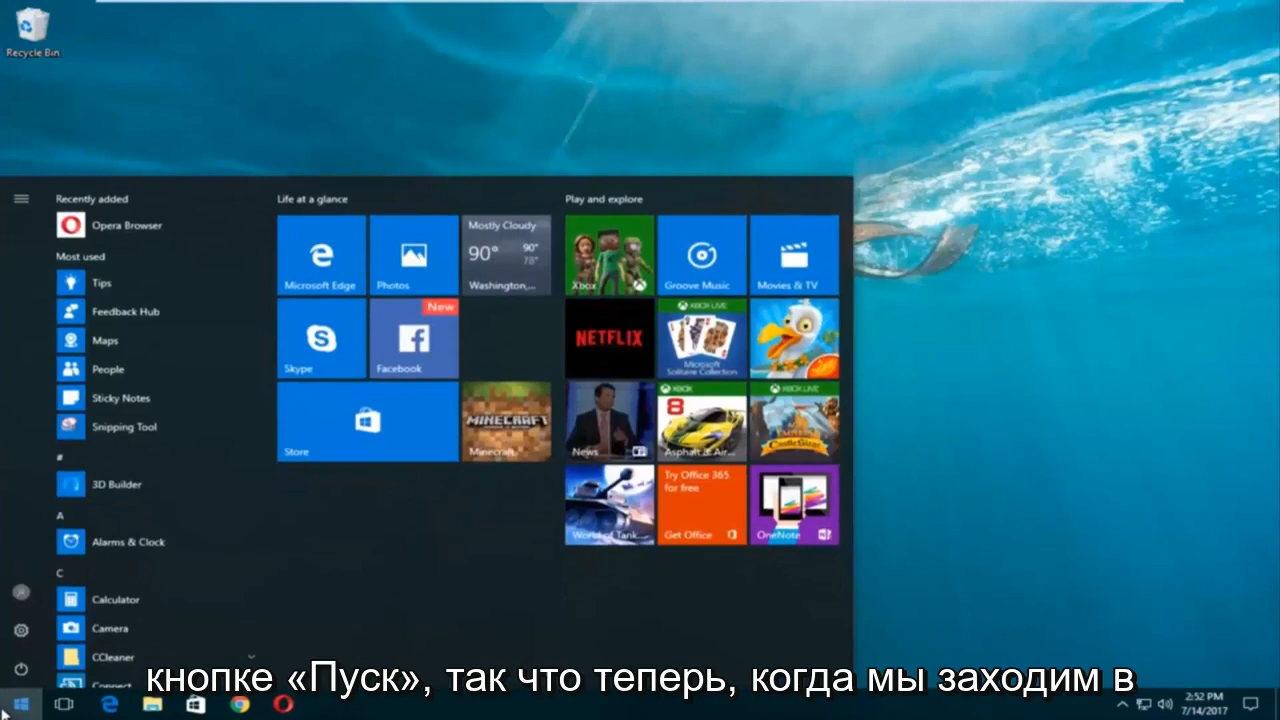 Recycle Bin
Recently added
Opera Browser
Most used
Tips
Feedback Hub
Maps
People
Sticky Notes
Snipping Tool
#
3D Builder
A
Alarms & Clock
C
Calculator
Camera
CCleaner
Connect
Life at a glance
Microsoft Edge
Photos
Mostly Cloudy
90° 90°
78°
Washington,...
Skype
New
Facebook
Store
MINECRAFT
Minecraft
Play and explore
Xbox
Groove Music
Movies & TV
NETFLIX
XBOX LIVE
Microsoft
Solitaire Collection
News
XBOX
8
Asphalt 8: Air...
XBOX LIVE
Castle Siege
World of Tank...
Try Office 365
for free
Get Office
OneNote
кнопке «Пуск», так что теперь, когда мы заходим в
2:52 PM
7/14/2017